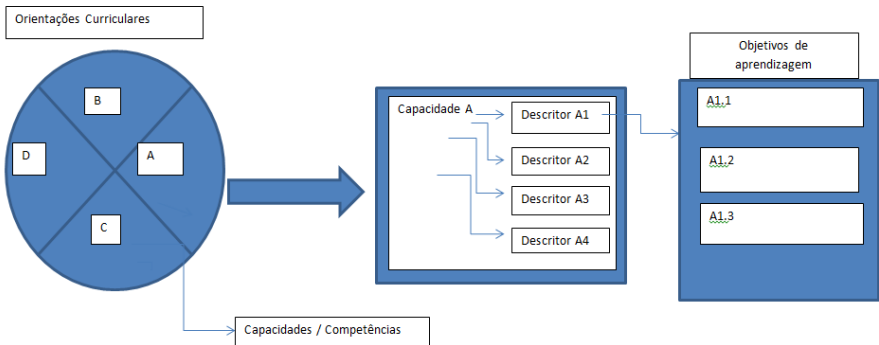 Orientações Curriculares
B
D
A
C
Capacidades / Competências
Capacidade A
Descritor A1
Descritor A2
Descritor A3
Descritor A4
Objetivos de
aprendizagem
A1.1
A1.2
A1.3